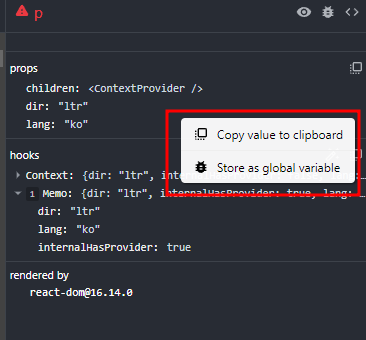 p
props
children: <ContextProvider />
dir: "ltr"
lang: "ko"
Copy value to clipboard
hooks
Store as global variable
Context: {dir: "ltr",
1 Memo: {dir: "ltr", internalHasProvider: true, lang: …
dir: "ltr"
lang: "ko"
internalHasProvider: true
rendered by
react-dom@16.14.0